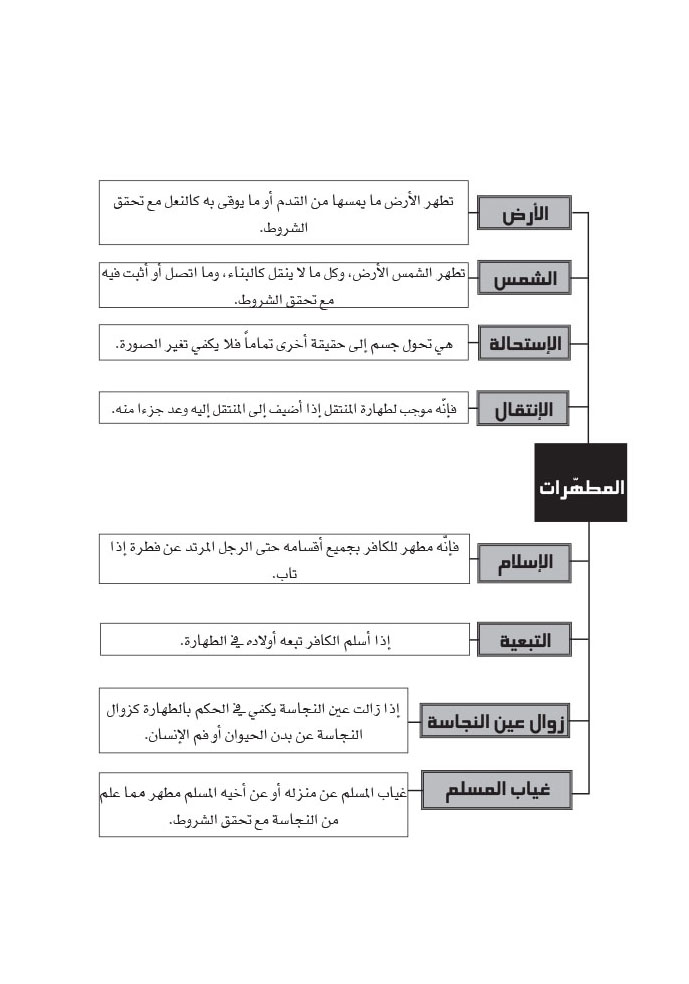 الأرض
تطهر الأرض ما يمسها من القدم أو ما يوقى به كالنعل مع تحقق
الشروط.
الشمس
تطهر الشمس الأرض، وكل ما لا ينقل كالبناء، وما اتصل أو أثبت فيه
مع تحقق الشروط.
الإستحالة
هي تحول جسم إلى حقيقة أخرى تماماً فلا يكفي تغير الصورة.
الإنتقال
فإنّه موجب لطهارة المنتقل إذا أضيف إلى المنتقل إليه وعد جزءا منه.
المطهّرات
الإسلام
فإنّه مطهر للكافر بجميع أقسامه حتى الرجل المرتد عن فطرة إذا
تاب.
التبعية
إذا أسلم الكافر تبعه أولاده في الطهارة.
زوال عين النجاسة
إذا زالت عين النجاسة يكفي في الحكم بالطهارة كزوال
النجاسة عن بدن الحيوان أو فم الإنسان.
غياب المسلم
غياب المسلم عن منزله أو عن أخيه المسلم مطهر مما علم
من النجاسة مع تحقق الشروط.